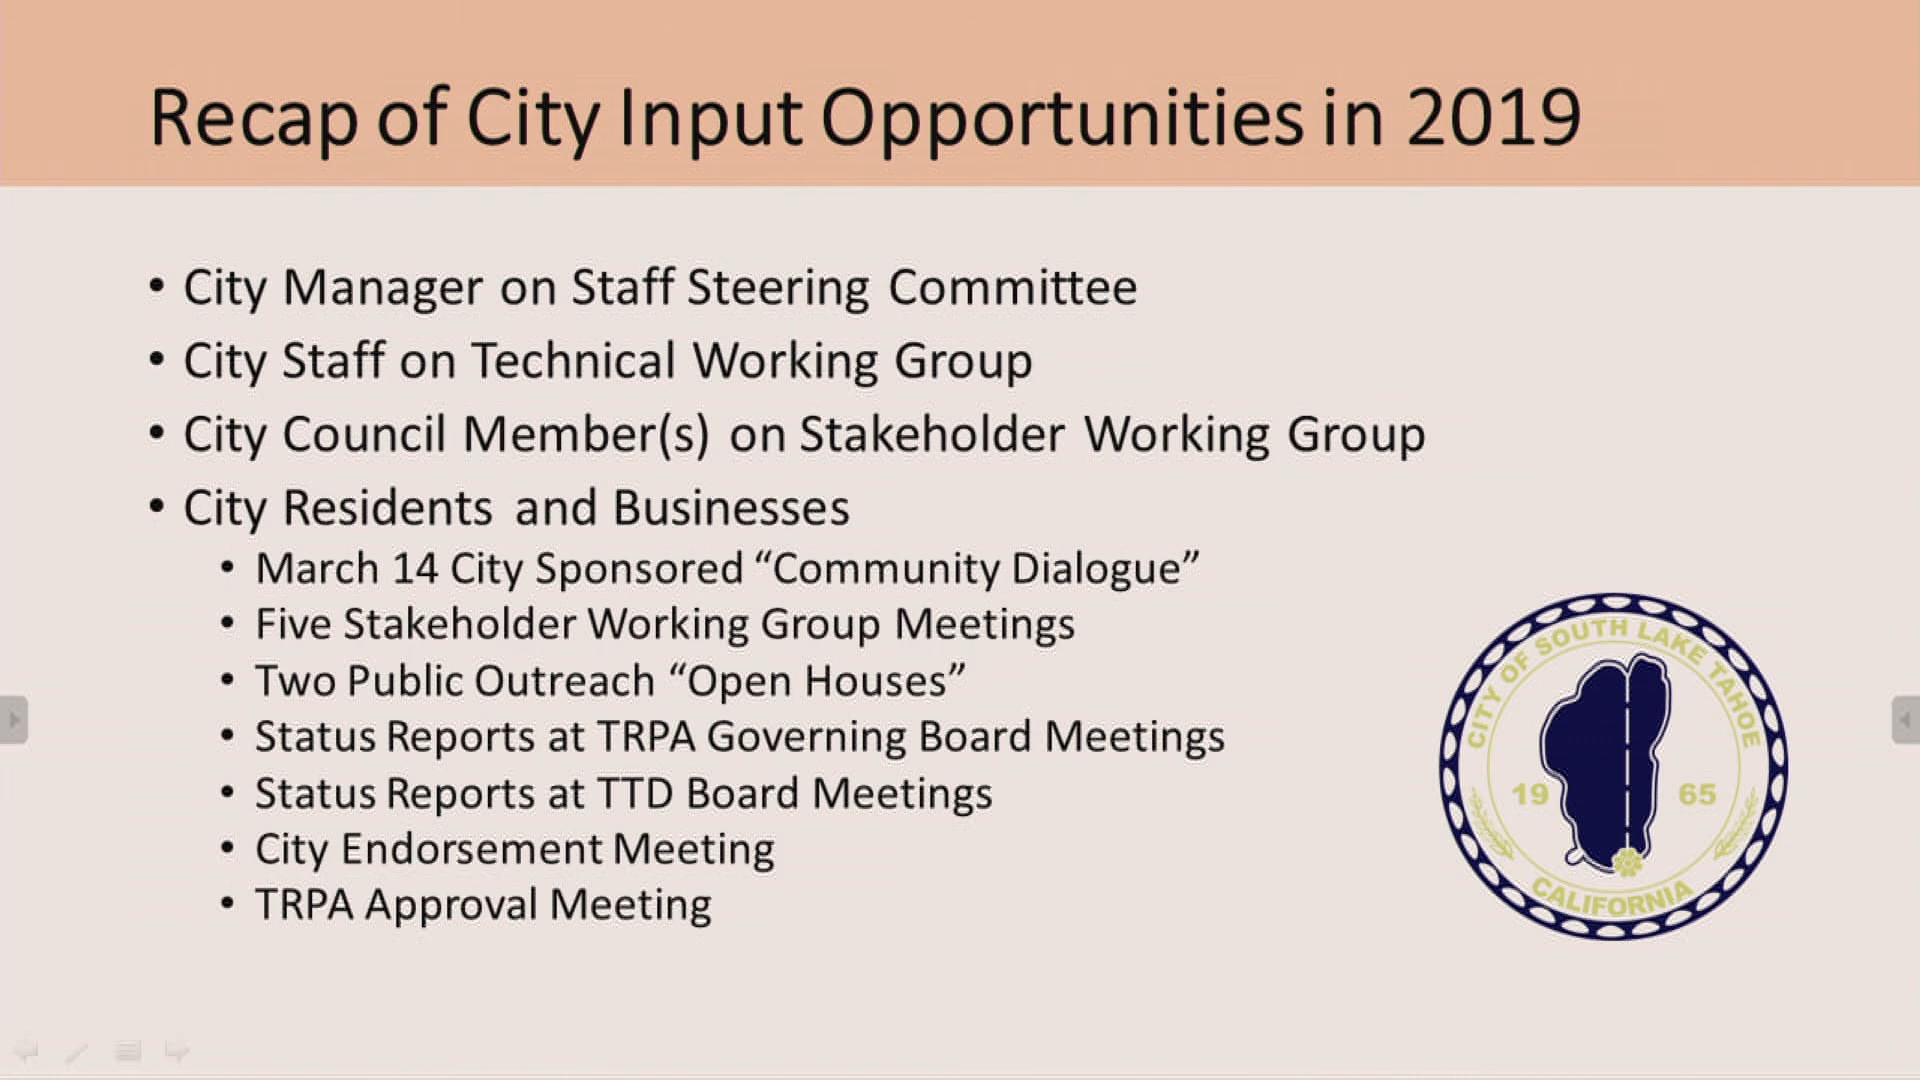 Recap of City Input Opportunities in 2019
• City Manager on Staff Steering Committee
• City Staff on Technical Working Group
• City Council Member(s) on Stakeholder Working Group
• City Residents and Businesses
• March 14 City Sponsored “Community Dialogue”
• Five Stakeholder Working Group Meetings
• Two Public Outreach “Open Houses”
• Status Reports at TRPA Governing Board Meetings
• Status Reports at TTD Board Meetings
• City Endorsement Meeting
• TRPA Approval Meeting
CITY OF SOUTH LAKE TAHOE
19 65
CALIFORNIA